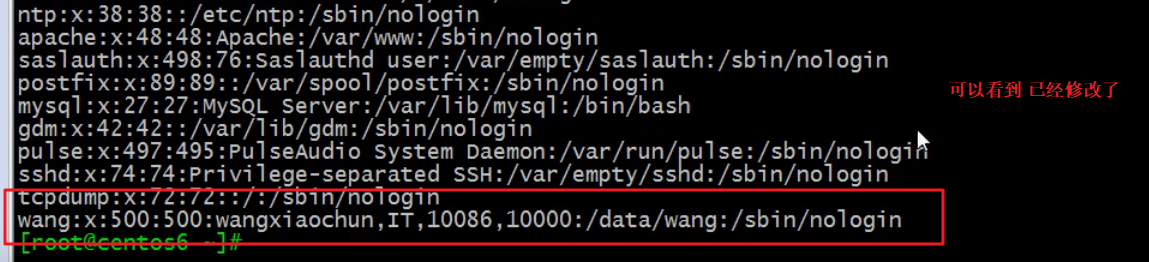 ntp:x:38:38::/etc/ntp:/sbin/nologin
apache:x:48:48:Apache:/var/www:/sbin/nologin
saslauth:x:498:76:Saslauthd user:/var/empty/saslauth:/sbin/nologin
postfix:x:89:89::/var/spool/postfix:/sbin/nologin
可以看到 已经修改了
mysql:x:27:27:MySQL Server:/var/lib/mysql:/bin/bash
gdm:x:42:42::/var/lib/gdm:/sbin/nologin
pulse:x:497:495:PulseAudio System Daemon:/var/run/pulse:/sbin/nologin
sshd:x:74:74:Privilege-separated SSH:/var/empty/sshd:/sbin/nologin
tcpdump:x:72:72::/:/sbin/nologin
wang:x:500:500:wangxiaochun,IT,10086,10000:/data/wang:/sbin/nologin
[root@centos6 ~]#